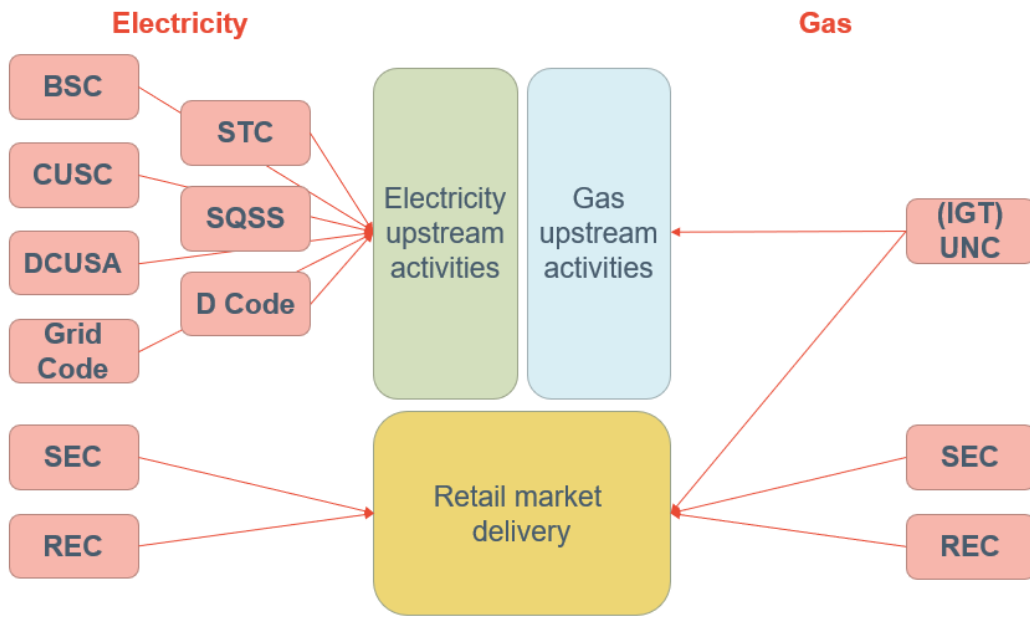 Electricity
Gas
BSC
STC
CUSC
SQSS
DCUSA
D Code
Grid
Code
Electricity
upstream
activities
Gas
upstream
activities
(IGT)
UNC
SEC
REC
Retail market
delivery
SEC
REC